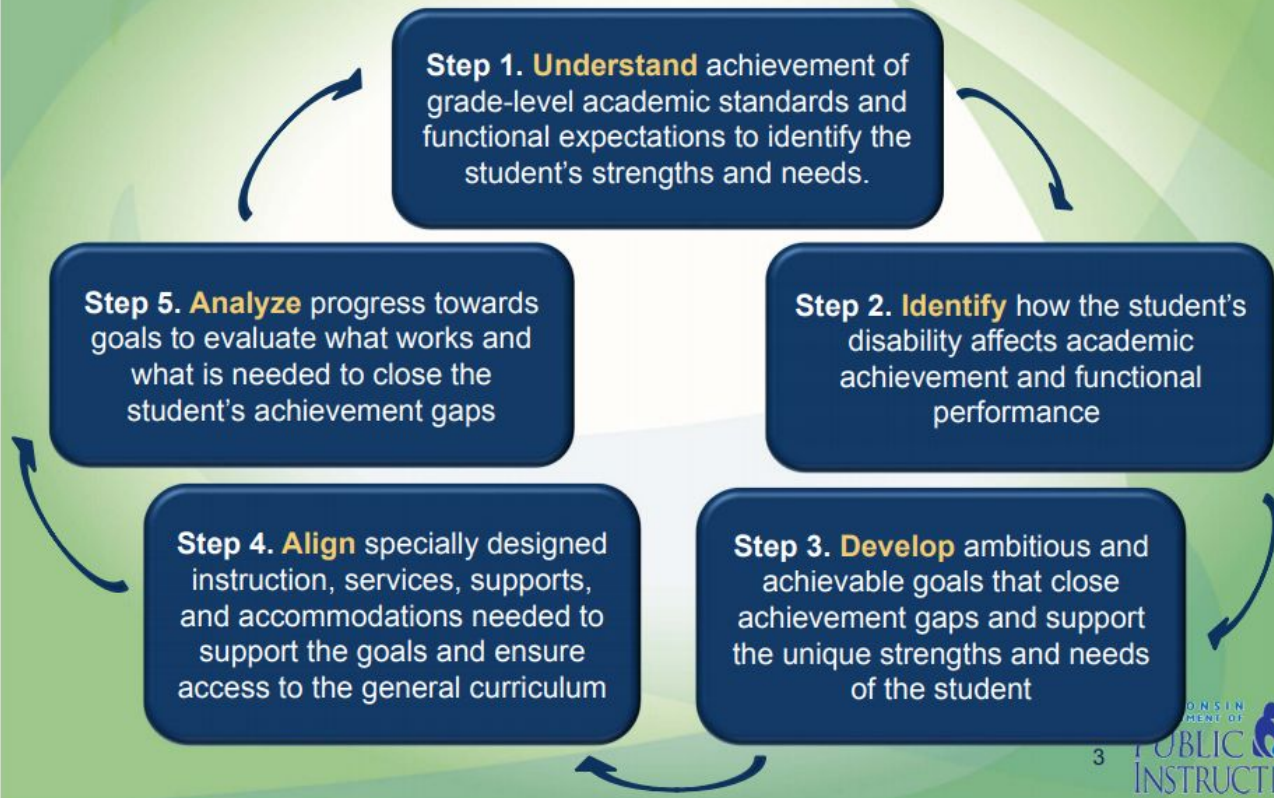 Step 1. Understand achievement of
grade-level academic standards and
functional expectations to identify the
student's strengths and needs.
Step 2. Identify how the student's
disability affects academic
achievement and functional
performance
Step 3. Develop ambitious and
achievable goals that close
achievement gaps and support
the unique strengths and needs
of the student
Step 4. Align specially designed
instruction, services, supports,
and accommodations needed to
support the goals and ensure
access to the general curriculum
Step 5. Analyze progress towards
goals to evaluate what works and
what is needed to close the
student's achievement gaps
3
PUBLIC